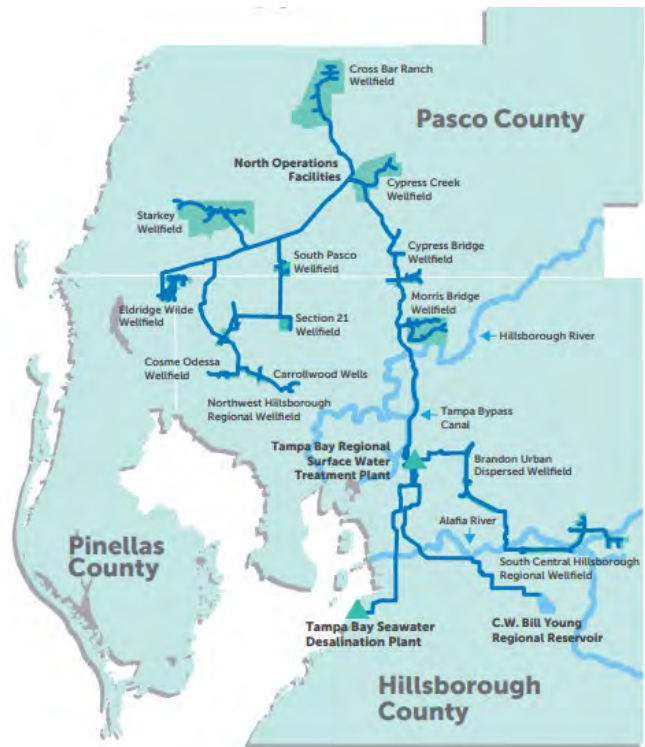 Cross Bar Ranch
Wellfield
Pasco County
North Operations
Facilities
Cypress Creek
Wellfield
Starkey
Wellfield
Cypress Bridge
Wellfield
South Pasco
Wellfield
Morris Bridge
Wellfield
Eldridge Wilde
Wellfield
Section 21
Wellfield
Hillsborough River
Cosme Odessa
Wellfield
Carrollwood Wells
Northwest Hillsborough
Regional Wellfield
Tampa Bypass
Canal
Tampa Bay Regional
Surface Water
Treatment Plant
Brandon Urban
Dispersed Wellfield
Alafia River
Pinellas
County
South Central Hillsborough
Regional Wellfield
Tampa Bay Seawater
Desalination Plant
C.W. Bill Young
Regional Reservoir
Hillsborough
County